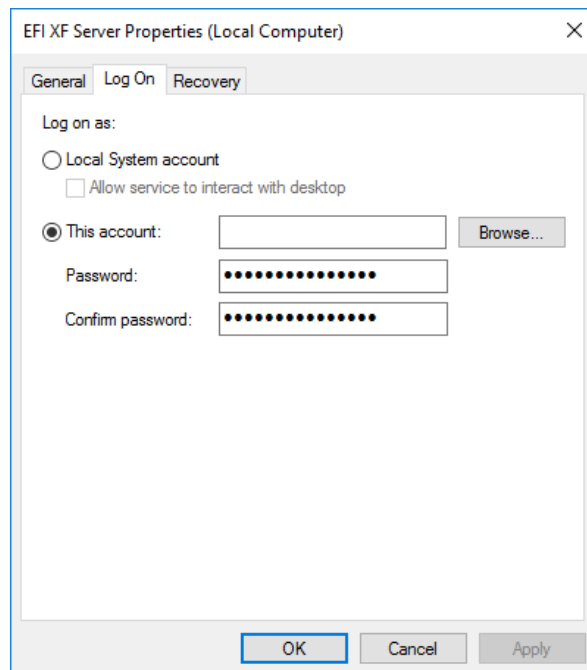 EFI XF Server Properties (Local Computer)
General Log On Recovery
Log on as:
Local System account
Allow service to interact with desktop
This account: Browse...
Password: ●●●●●●●●●●●●●●●
Confirm password: ●●●●●●●●●●●●●●●
OK Cancel Apply